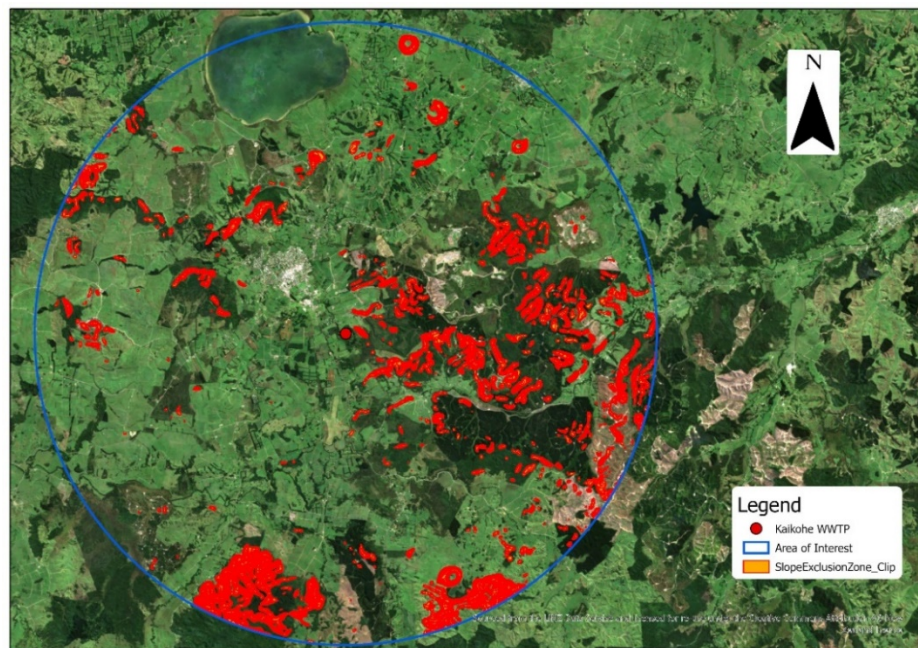 N
Legend
Kaikohe WWTP
Area of Interest
SlopeExclusionZone_Clip